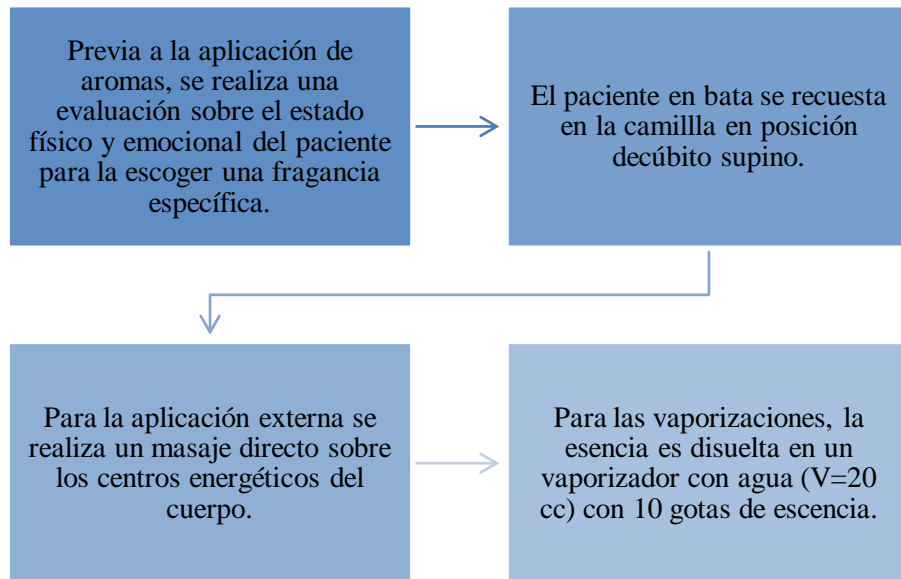 Previa a la aplicación de
aromas, se realiza una
evaluación sobre el estado
físico y emocional del paciente
para la escoger una fragancia
específica.
El paciente en bata se recuesta
en la camillla en posición
decúbito supino.
Para la aplicación externa se
realiza un masaje directo sobre
los centros energéticos del
cuerpo.
Para las vaporizaciones, la
esencia es disuelta en un
vaporizador con agua (V=20
cc) con 10 gotas de escencia.